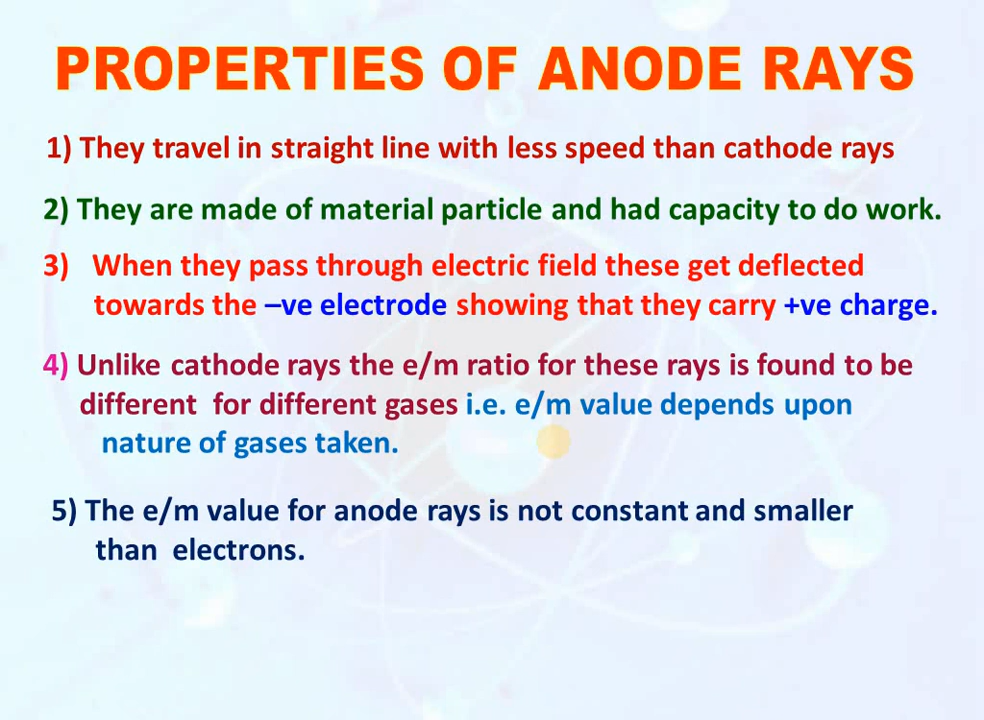 PROPERTIES OF ANODE RAYS
1) They travel in straight line with less speed than cathode rays
2) They are made of material particle and had capacity to do work.
3) When they pass through electric field these get deflected
towards the –ve electrode showing that they carry +ve charge.
4) Unlike cathode rays the e/m ratio for these rays is found to be
different for different gases i.e. e/m value depends upon
nature of gases taken.
5) The e/m value for anode rays is not constant and smaller
than electrons.